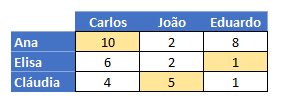 Carlos João Eduardo
Ana 10 2 8
Elisa 6 2 1
Cláudia 4 5 1